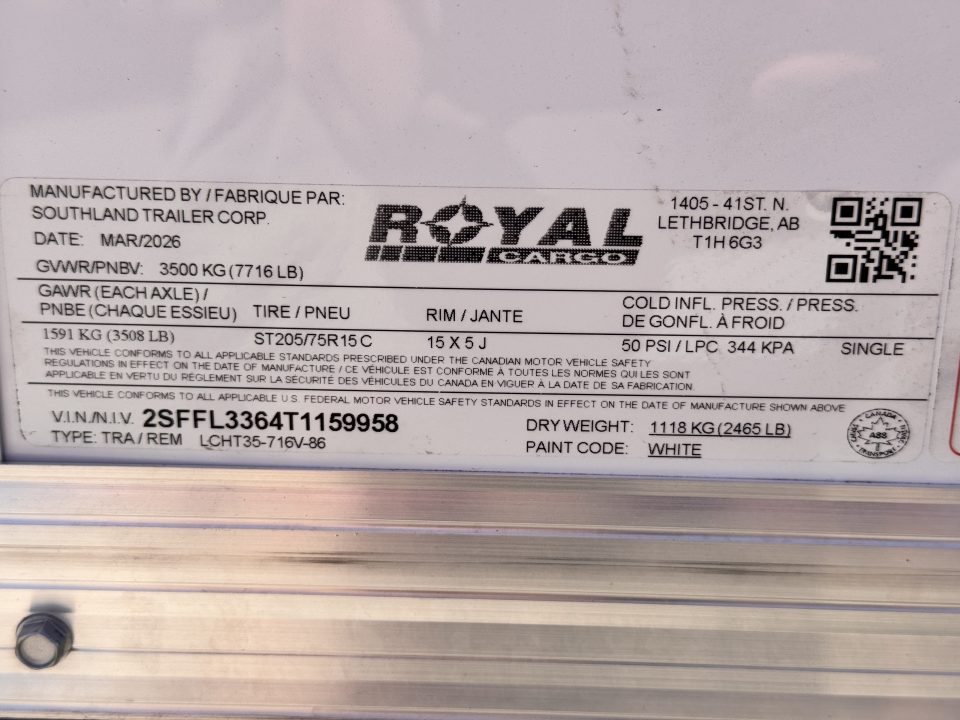 MANUFACTURED BY / FABRIQUE PAR:
SOUTHLAND TRAILER CORP.
DATE: MAR/2026
GVWR/PNBV: 3500 KG (7716 LB)
ROYAL
CARGO
1405 - 41ST. N.
LETHBRIDGE, AB
T1H 6G3
GAWR (EACH AXLE) /
PNBE (CHAQUE ESSIEU) TIRE / PNEU RIM / JANTE COLD INFL. PRESS. / PRESS.
DE GONFL. À FROID
1591 KG (3508 LB) ST205/75R15 C 15 X 5 J 50 PSI / LPC 344 KPA SINGLE
THIS VEHICLE CONFORMS TO ALL APPLICABLE STANDARDS PRESCRIBED UNDER THE CANADIAN MOTOR VEHICLE SAFETY
REGULATIONS IN EFFECT ON THE DATE OF MANUFACTURE / CE VÉHICULE EST CONFORME À TOUTES LES NORMES QUI LES SONT
APPLICABLE EN VERTU DU RÈGLEMENT SUR LA SÉCURITÉ DES VÉHICULES DU CANADA EN VIGUER À LA DATE DE SA FABRICATION.
THIS VEHICLE CONFORMS TO ALL APPLICABLE U.S. FEDERAL MOTOR VEHICLE SAFETY STANDARDS IN EFFECT ON THE DATE OF MANUFACTURE SHOWN ABOVE
V.I.N./N.I.V. 2SFFL3364T1159958
TYPE: TRA / REM LCHT35-716V-86
DRY WEIGHT: 1118 KG (2465 LB)
PAINT CODE: WHITE
CANADA
A88
TRANSPORT